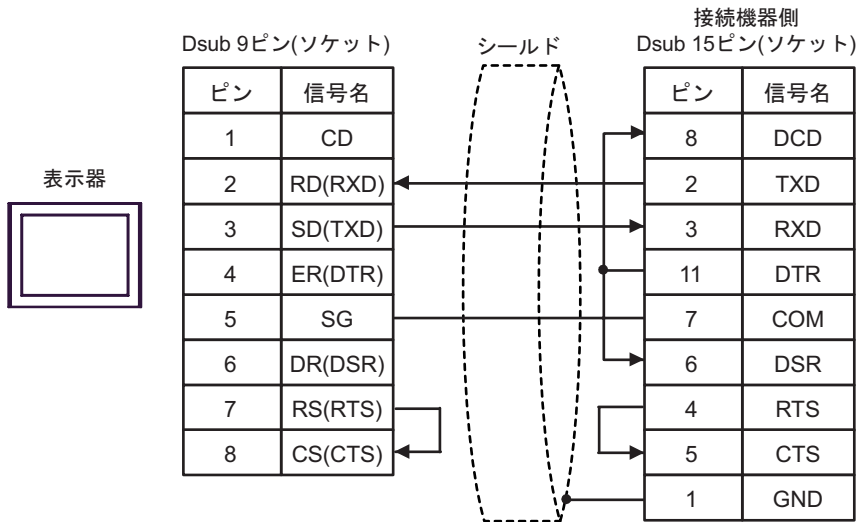 接続機器側
Dsub 9ピン(ソケット) シールド Dsub 15ピン(ソケット)
ピン 信号名 ピン 信号名
1 CD 8 DCD
表示器
2 RD(RXD) 2 TXD
3 SD(TXD) 3 RXD
4 ER(DTR) 11 DTR
5 SG 7 COM
6 DR(DSR) 6 DSR
7 RS(RTS) 4 RTS
8 CS(CTS) 5 CTS
1 GND